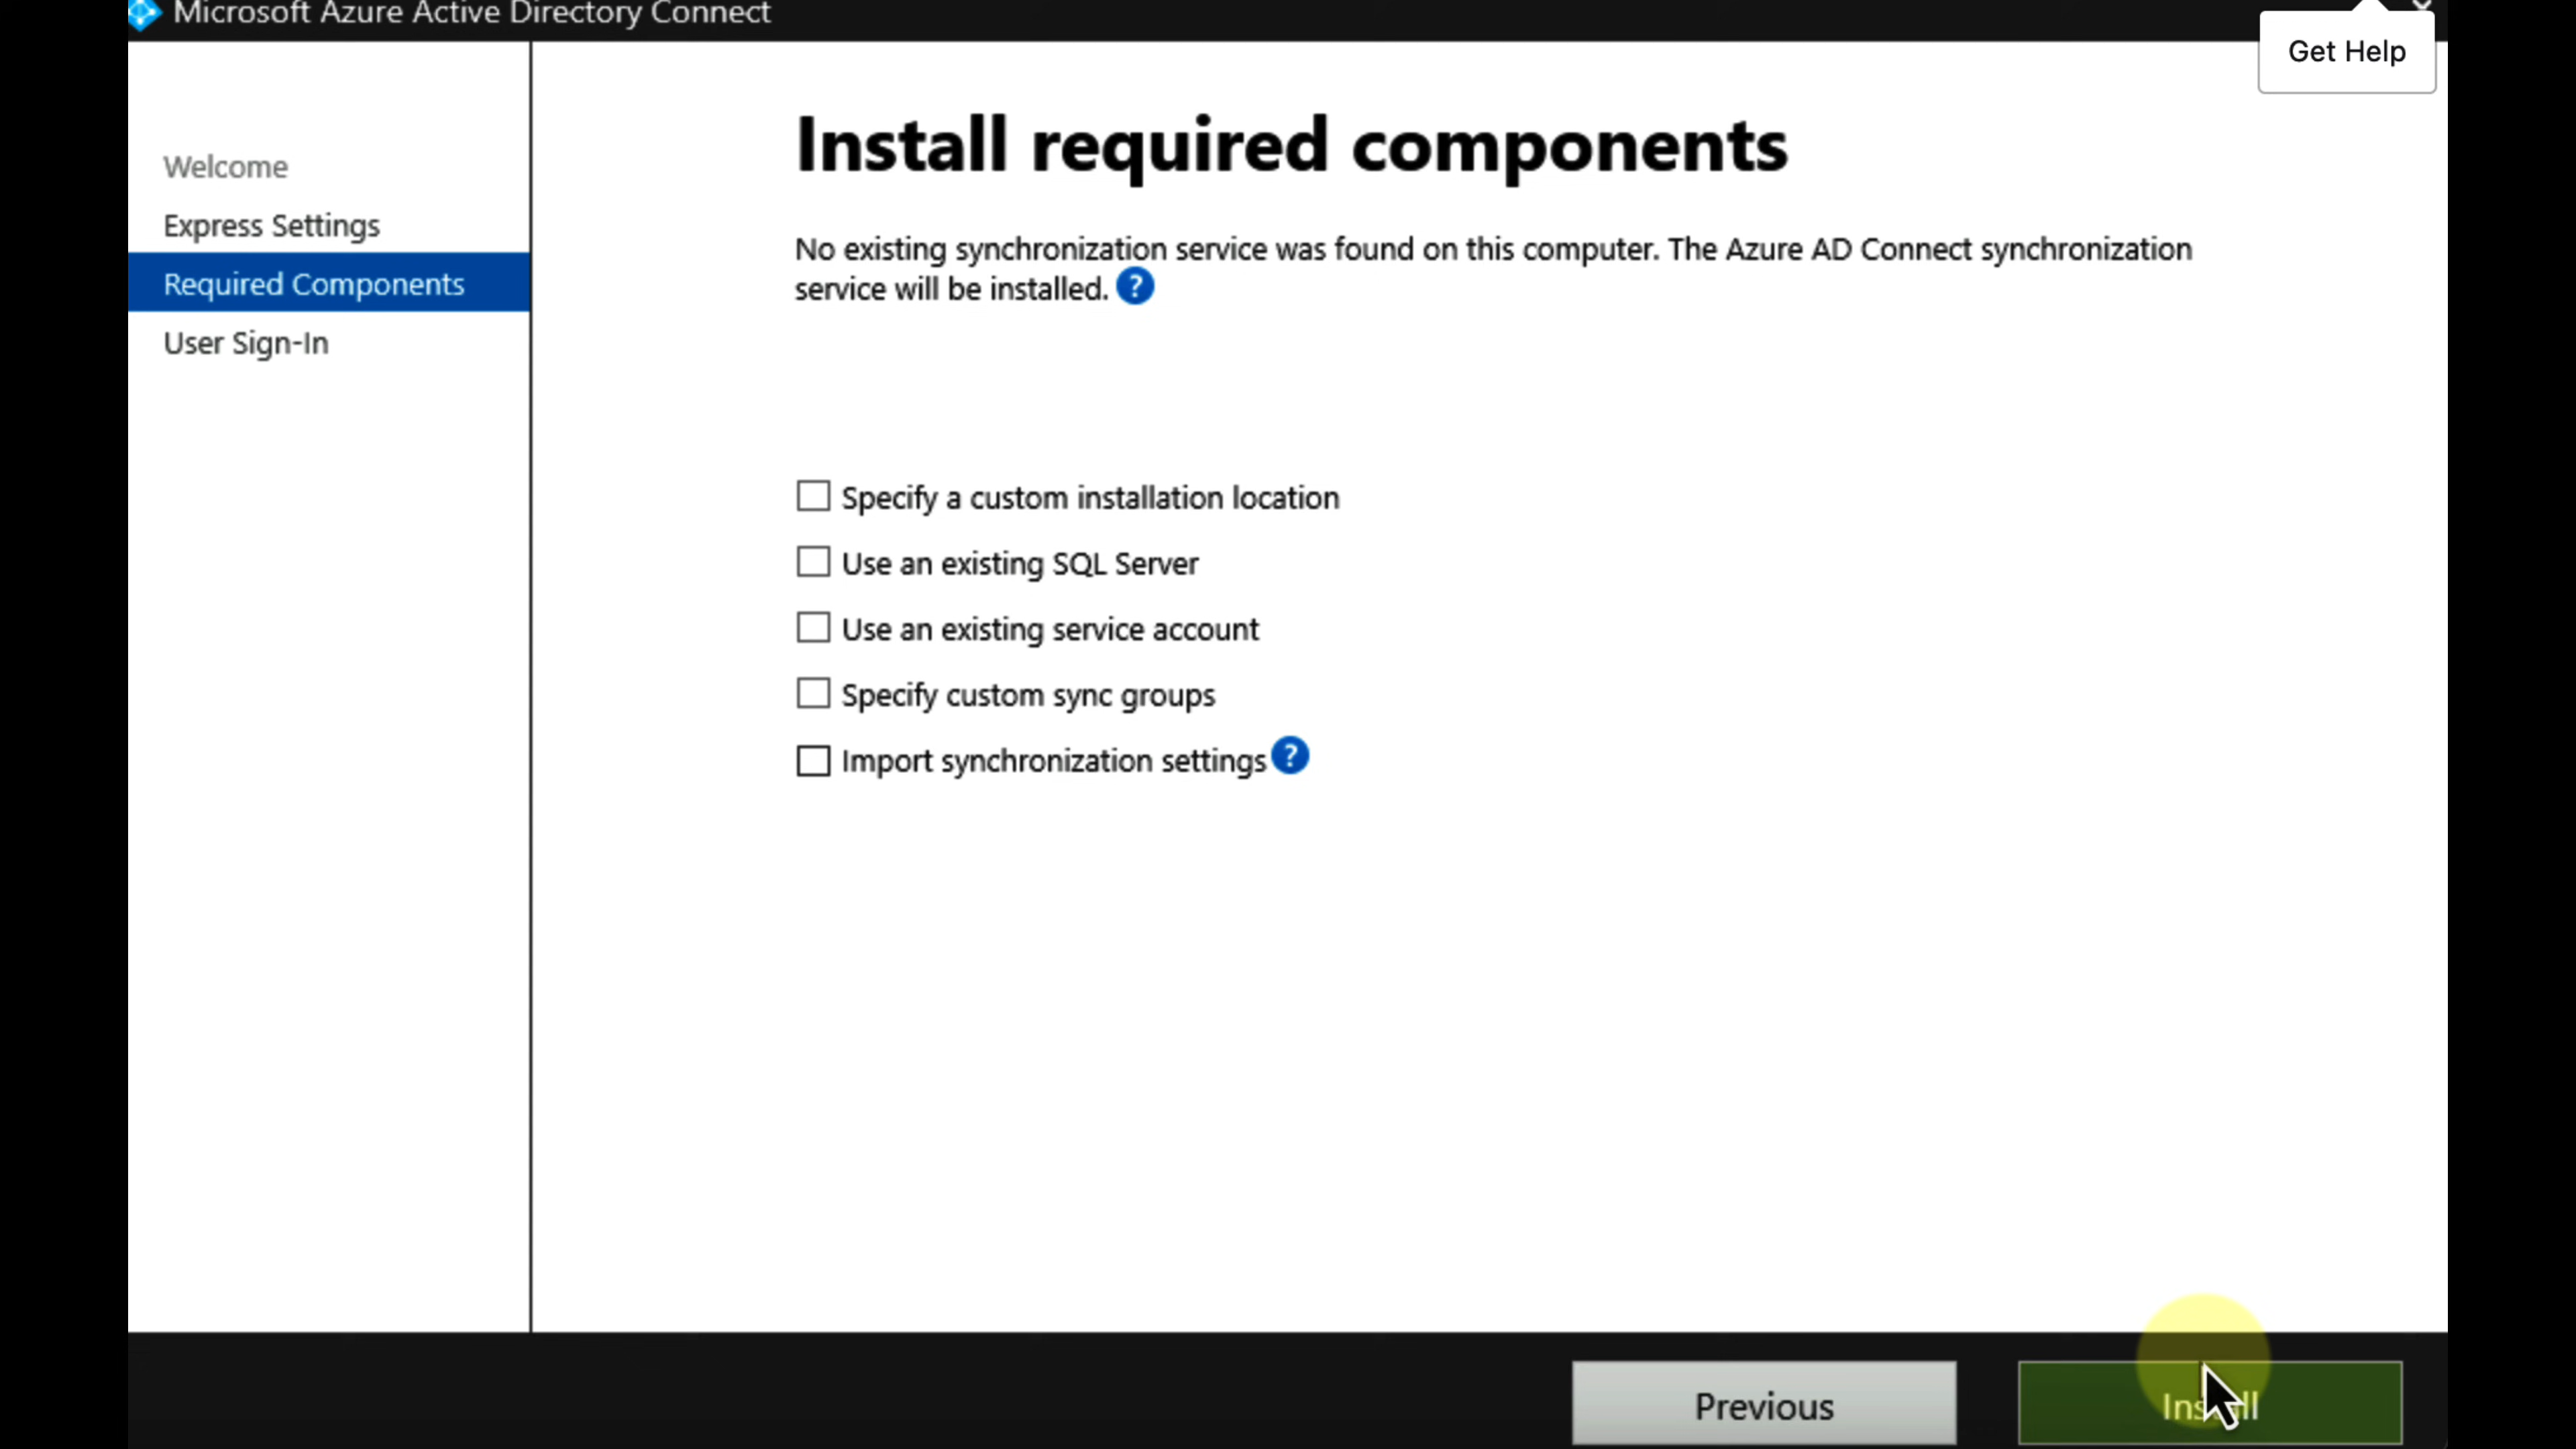 Microsoft Azure Active Directory Connect
Get Help
Welcome
Express Settings
Required Components
User Sign-In
Install required components
No existing synchronization service was found on this computer. The Azure AD Connect synchronization
service will be installed. ?
Specify a custom installation location
Use an existing SQL Server
Use an existing service account
Specify custom sync groups
Import synchronization settings ?
Previous
Install